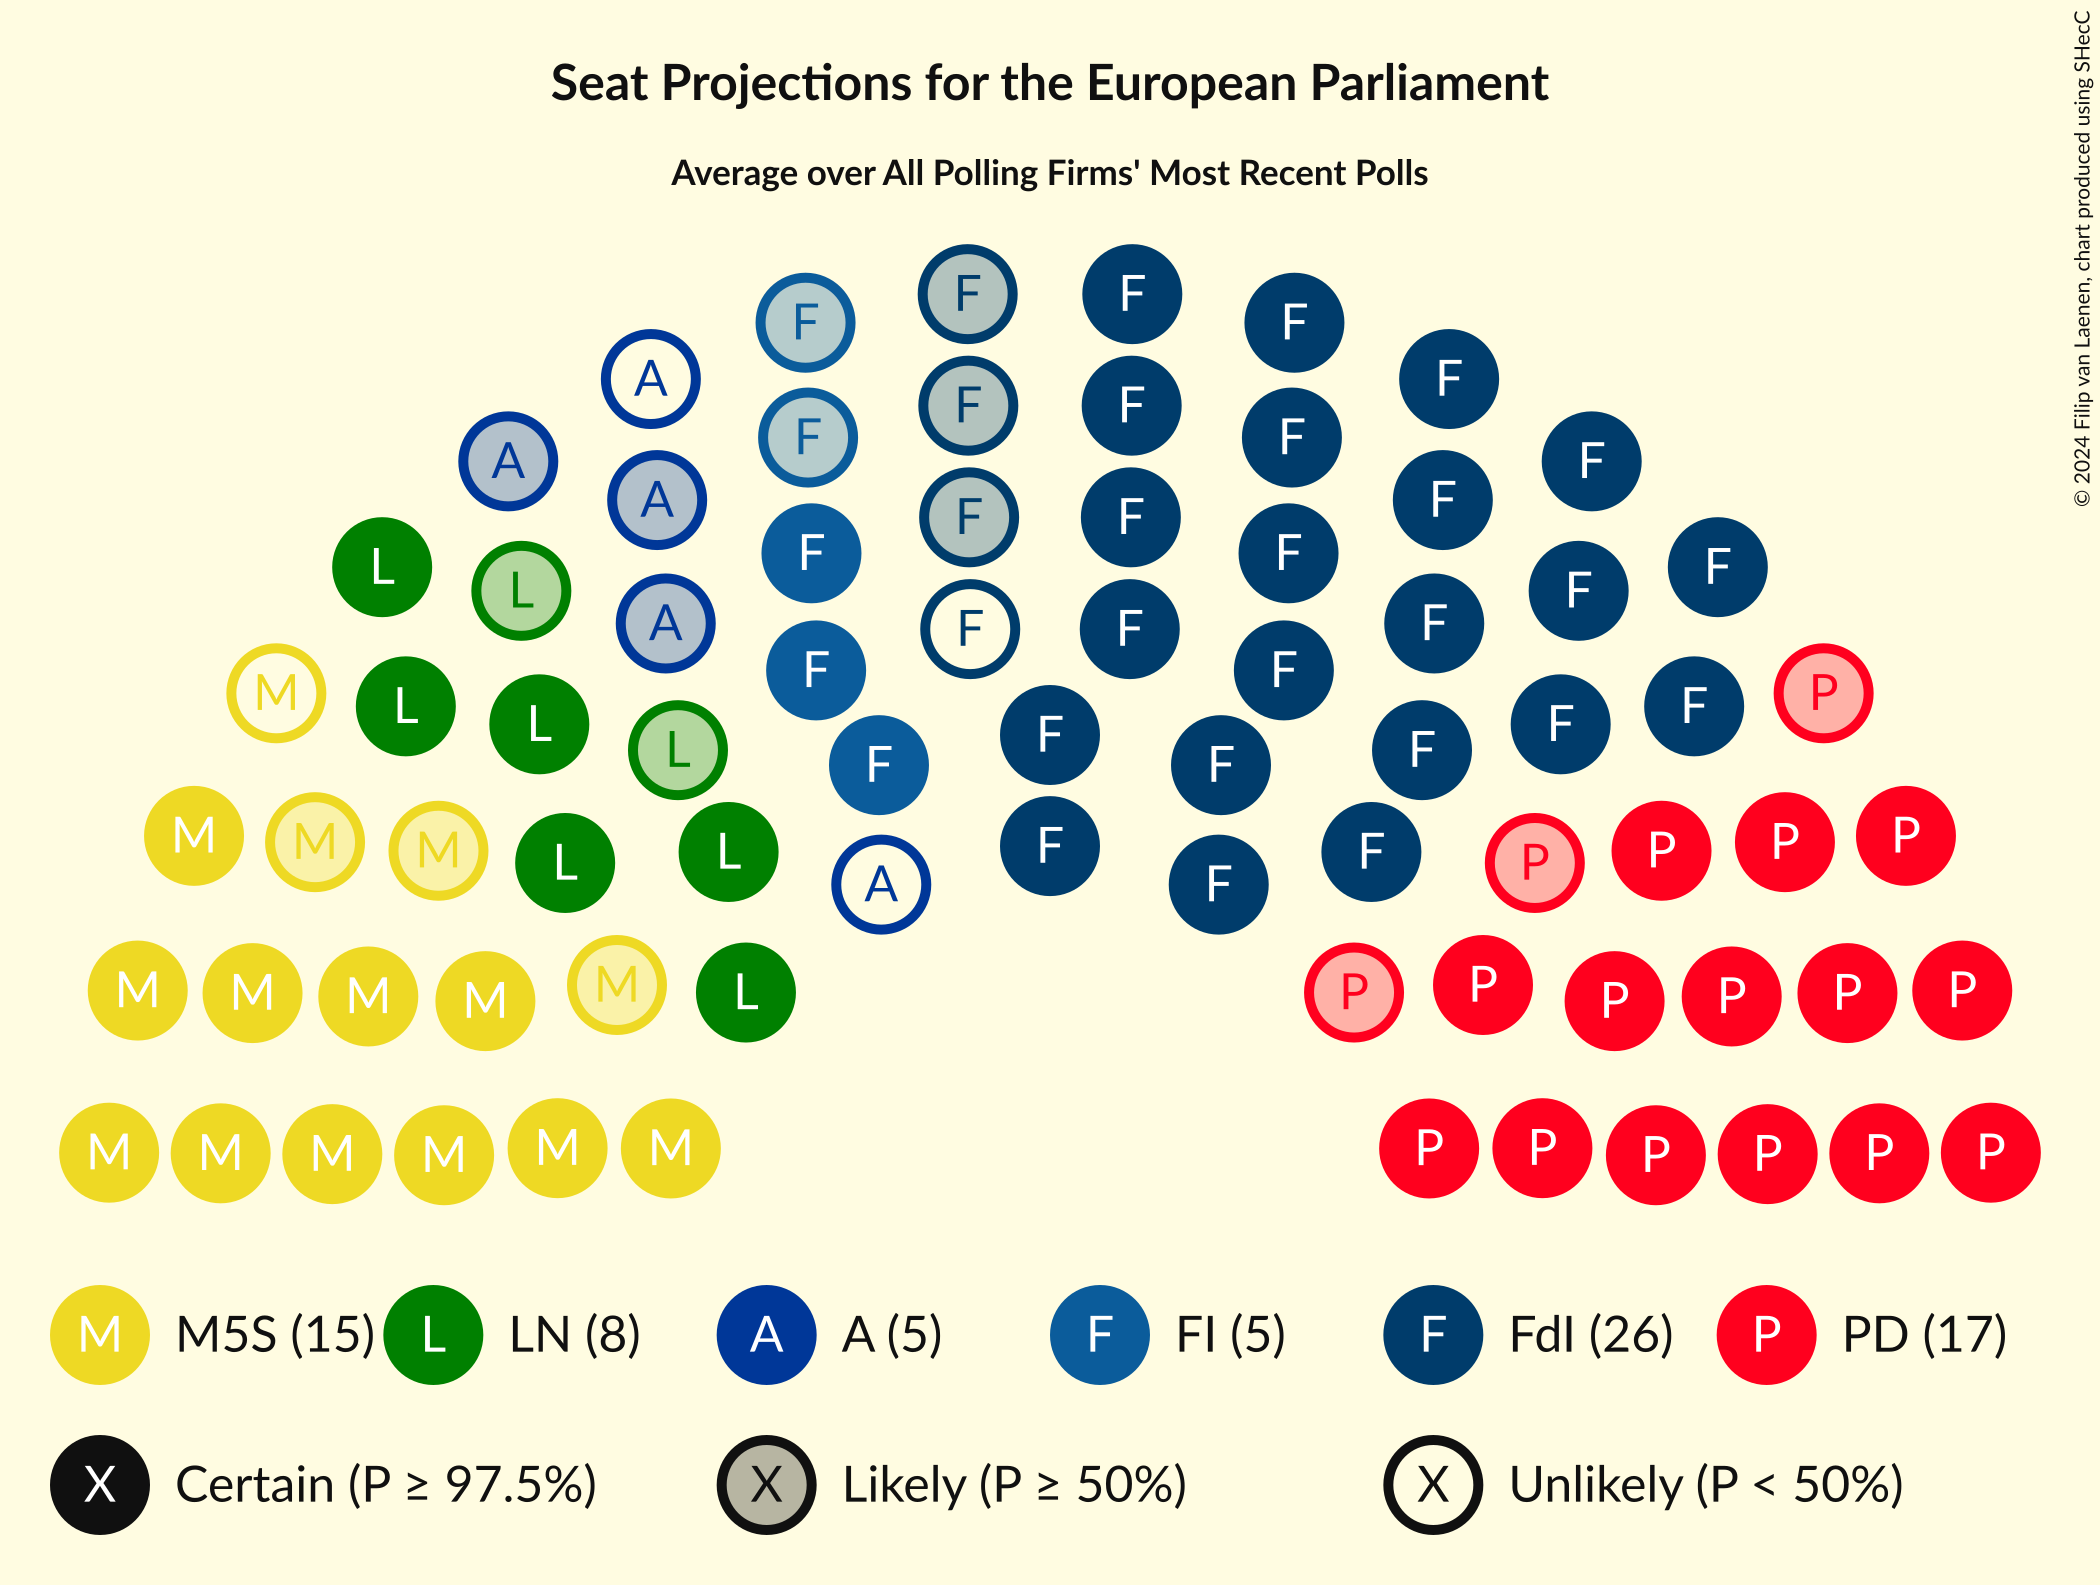 Seat Projections for the European Parliament
Average over All Polling Firms' Most Recent Polls
© 2024 Filip van Laenen, chart produced using SHecC
F F F F
A F F A
F F F F
A F
L A A F F
L L F F F F
A F F F
M L L L F F F F F P
F F F
M M M L L F F P P P P
A F F
M M M M M L P P P P P P
M M M M M M P P P P P P
M M5S (15) L LN (8) A A (5) F FI (5) F FdI (26) P PD (17)
X Certain (P ≥ 97.5%) X Likely (P ≥ 50%) X Unlikely (P < 50%)